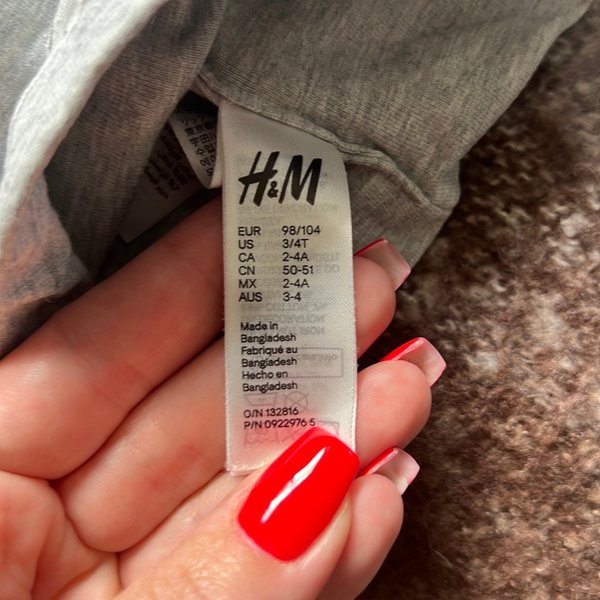 H&M
EUR 98/104
US 3/4T
CA 2-4A
CN 50-51
MX 2-4A
AUS 3-4
Made in
Bangladesh
Fabriqué au
Bangladesh
Hecho en
Bangladesh
O/N 132816
P/N 0922976 5